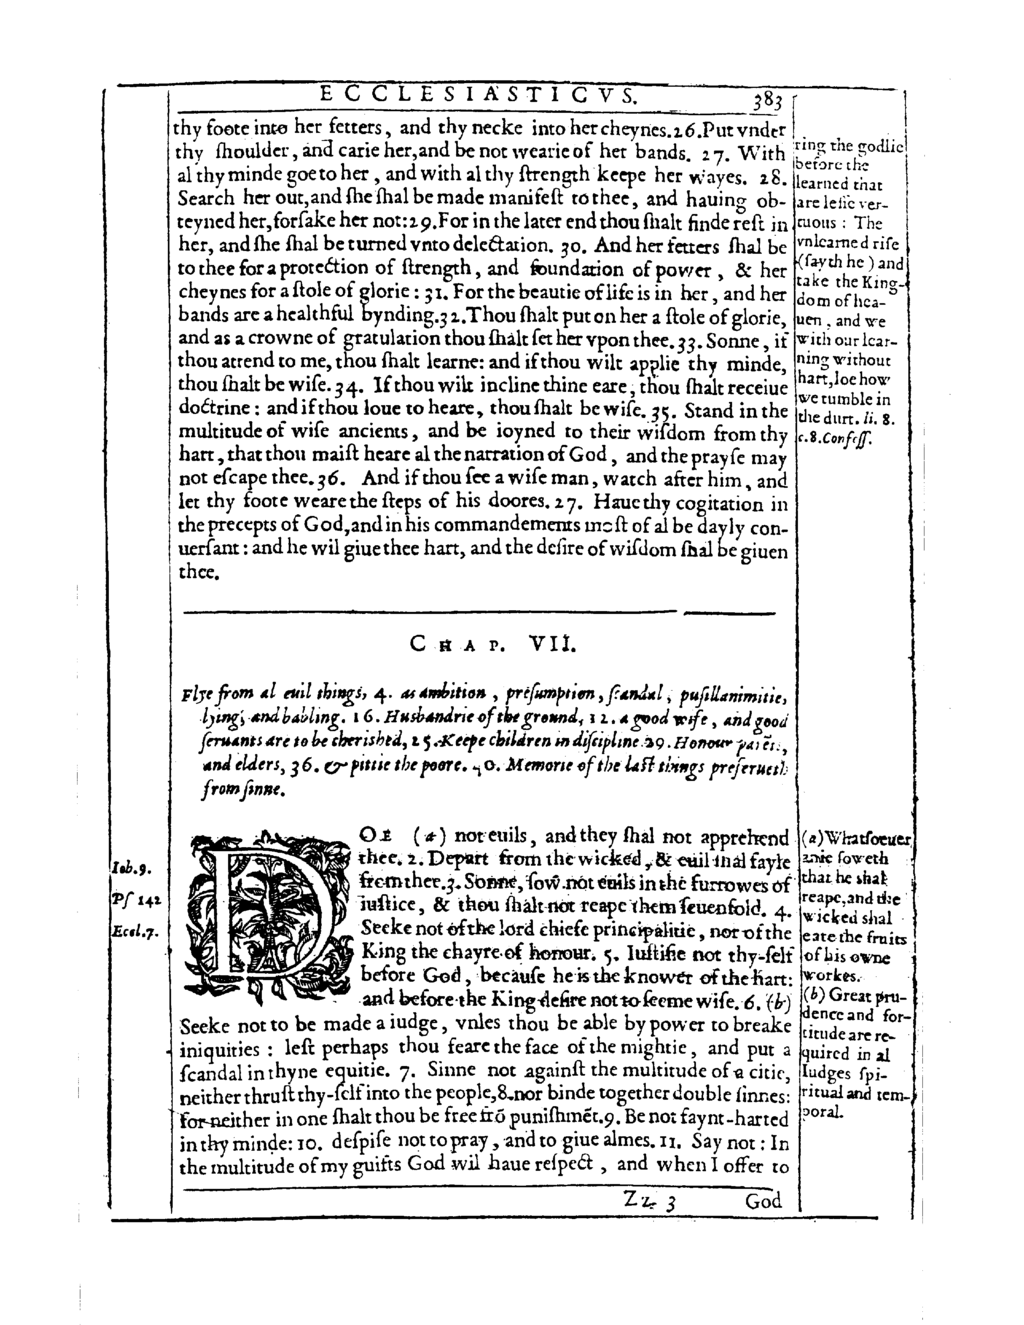 ECCLESIASTICVS. 383
thy foote into her fetters, and thy necke into her cheynes. 26. Put vnder
thy ſhoulder, and carie her, and be not wearie of her bands. 27. With
al thy minde goe to her, and with al thy ſtrength keepe her wayes. 28.
Search her out, and ſhe ſhal be made manifeſt to thee, and hauing ob-
teyned her, forſake her not: 29. For in the later end thou ſhalt finde reſt in
her, and ſhe ſhal be turned vnto delectation. 30. And her fetters ſhal be
to thee for a protection of ſtrength, and foundation of power, & her
cheynes for a ſtole of glorie: 31. For the beautie of life is in her, and her
bands are a healthful bynding. 32. Thou ſhalt put on her a ſtole of glorie,
and as a crowne of gratulation thou ſhalt ſet her vpon thee. 33. Sonne, if
thou attend to me, thou ſhalt learne: and if thou wilt applie thy minde,
thou ſhalt be wiſe. 34. If thou wilt incline thine eare, thou ſhalt receiue
doctrine: and if thou loue to heare, thou ſhalt be wiſe. 35. Stand in the
multitude of wiſe ancients, and be ioyned to their wiſdom from thy
hart, that thou maiſt heare al the narration of God, and the prayſe may
not eſcape thee. 36. And if thou ſee a wiſe man, watch after him, and
let thy foote weare the ſteps of his doores. 27. Haue thy cogitation in
the precepts of God, and in his commandements moſt of al be dayly con-
uerſant: and he wil giue thee hart, and the deſire of wiſdom ſhal be giuen
thee.
ring the godlie
before the
learned that
are leſſe ver-
tuous: The
vnlearned riſe
(ſayth he) and
take the King-
dom of hea-
uen, and we
with our lear-
ning without
hart, loe how
we tumble in
the durt. li. 8.
c. 8. Confeſſ.
CHAP. VII.
Flye from al euil things, 4. as ambition, preſumption, ſcandal, puſillanimitie,
lying, and babling. 16. Husbandrie of the ground, 12. a good wife, and good
ſeruants are to be cherished, 25. Keepe children in diſcipline. 29. Honour parēts,
and elders, 36. & pittie the poore. 40. Memorie of the laſt things preſerueth
from ſinne.
DOE (a) not euils, and they ſhal not apprehend
thee. 2. Depart from the wicked, & euil ſhal fayle
from thee. 3. Sonne, ſow not euils in the furrowes of
iuſtice, & thou ſhalt not reape them ſeuenfold. 4.
Seeke not of the lord chiefe principalitie, nor of the
King the chayre of honour. 5. Iuſtifie not thy-ſelf
before God, becauſe he is the knower of the hart:
and before the King deſire not to ſeeme wiſe. 6. (b)
Seeke not to be made a iudge, vnles thou be able by power to breake
iniquities: leſt perhaps thou feare the face of the mightie, and put a
ſcandal in thyne equitie. 7. Sinne not againſt the multitude of a citie,
neither thruſt thy-ſelf into the people, 8. nor binde together double ſinnes:
for neither in one ſhalt thou be free frō puniſhmēt. 9. Be not faynt-harted
in thy minde: 10. deſpiſe not to pray, and to giue almes. 11. Say not: In
the multitude of my guifts God wil haue reſpect, and when I offer to
Iob. 9.
Pſ 142
Eccl. 7.
(a) Whatſoeuer
anie ſoweth
that he shal
reape, and the
wicked shal
eate the fruits
of his owne
workes.
(b) Great pru-
dence and for-
titude are re-
quired in al
Iudges ſpi-
ritual and tem-
poral.
Zz 3 God